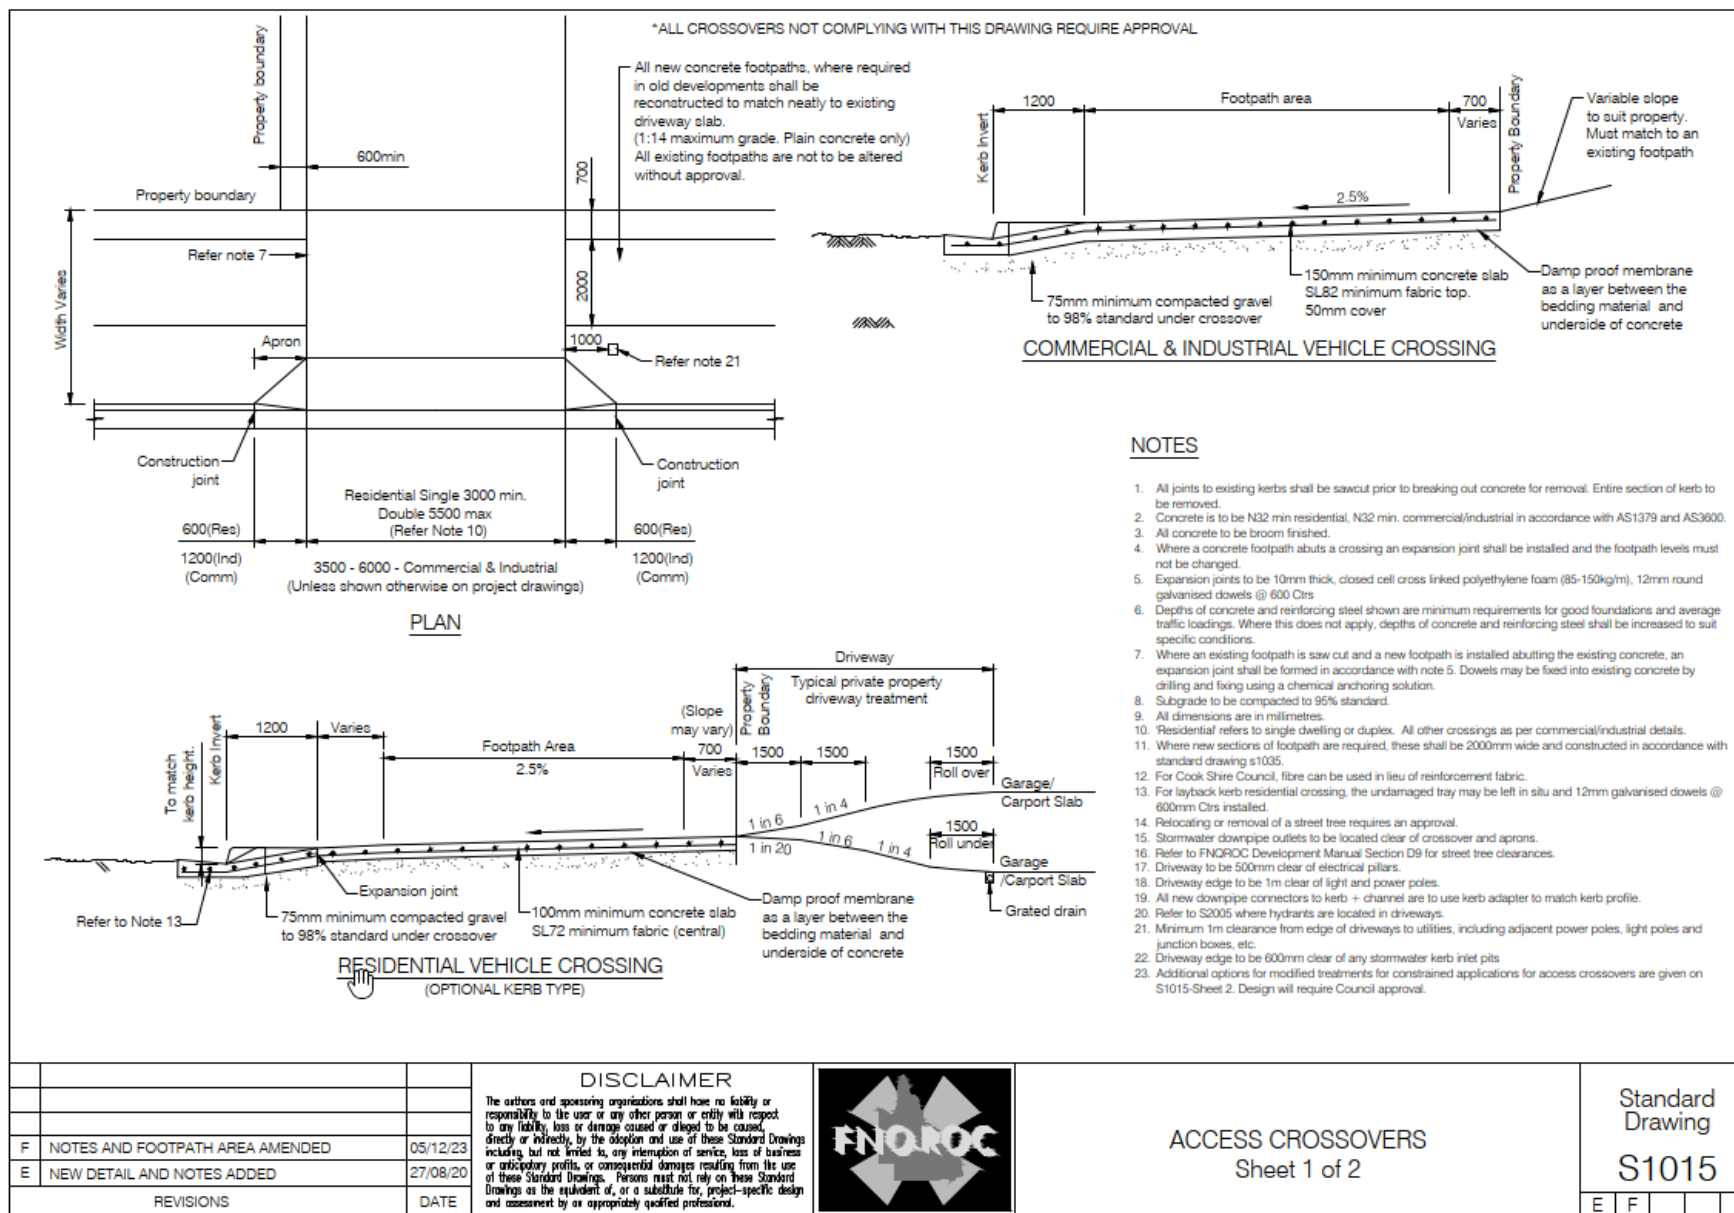 *ALL CROSSOVERS NOT COMPLYING WITH THIS DRAWING REQUIRE APPROVAL
Property boundary
600min
Property boundary
700
All new concrete footpaths, where required
in old developments shall be
reconstructed to match neatly to existing
driveway slab.
(1:14 maximum grade. Plain concrete only)
All existing footpaths are not to be altered
without approval.
Refer note 7
2000
Width Varies
Apron
1000
Refer note 21
Construction
joint
Construction
joint
Residential Single 3000 min.
Double 5500 max
(Refer Note 10)
600(Res)
600(Res)
1200(Ind)
(Comm)
1200(Ind)
(Comm)
3500 - 6000 - Commercial & Industrial
(Unless shown otherwise on project drawings)
PLAN
Kerb Invert
1200
Footpath area
700
Varies
Property Boundary
Variable slope
to suit property.
Must match to an
existing footpath
2.5%
75mm minimum compacted gravel
to 98% standard under crossover
150mm minimum concrete slab
SL82 minimum fabric top.
50mm cover
Damp proof membrane
as a layer between the
bedding material and
underside of concrete
COMMERCIAL & INDUSTRIAL VEHICLE CROSSING
To match
kerb height.
Kerb Invert
1200
Varies
Footpath Area
2.5%
(Slope
may vary)
700
Varies
Property
Boundary
Driveway
Typical private property
driveway treatment
1500
1500
1500
Roll over
Garage/
Carport Slab
1 in 6
1 in 4
1 in 20
1 in 6
1 in 4
1500
Roll under
Garage
/Carport Slab
Grated drain
Expansion joint
Refer to Note 13
75mm minimum compacted gravel
to 98% standard under crossover
100mm minimum concrete slab
SL72 minimum fabric (central)
Damp proof membrane
as a layer between the
bedding material and
underside of concrete
RESIDENTIAL VEHICLE CROSSING
(OPTIONAL KERB TYPE)
NOTES
1. All joints to existing kerbs shall be sawcut prior to breaking out concrete for removal. Entire section of kerb to
be removed.
2. Concrete is to be N32 min residential, N32 min. commercial/industrial in accordance with AS1379 and AS3600.
3. All concrete to be broom finished.
4. Where a concrete footpath abuts a crossing an expansion joint shall be installed and the footpath levels must
not be changed.
5. Expansion joints to be 10mm thick, closed cell cross linked polyethylene foam (85-150kg/m), 12mm round
galvanised dowels @ 600 Ctrs
6. Depths of concrete and reinforcing steel shown are minimum requirements for good foundations and average
traffic loadings. Where this does not apply, depths of concrete and reinforcing steel shall be increased to suit
specific conditions.
7. Where an existing footpath is saw cut and a new footpath is installed abutting the existing concrete, an
expansion joint shall be formed in accordance with note 5. Dowels may be fixed into existing concrete by
drilling and fixing using a chemical anchoring solution.
8. Subgrade to be compacted to 95% standard.
9. All dimensions are in millimetres.
10. 'Residential' refers to single dwelling or duplex. All other crossings as per commercial/industrial details.
11. Where new sections of footpath are required, these shall be 2000mm wide and constructed in accordance with
standard drawing s1035.
12. For Cook Shire Council, fibre can be used in lieu of reinforcement fabric.
13. For layback kerb residential crossing, the undamaged tray may be left in situ and 12mm galvanised dowels @
600mm Ctrs installed.
14. Relocating or removal of a street tree requires an approval.
15. Stormwater downpipe outlets to be located clear of crossover and aprons.
16. Refer to FNQROC Development Manual Section D9 for street tree clearances.
17. Driveway to be 500mm clear of electrical pillars.
18. Driveway edge to be 1m clear of light and power poles.
19. All new downpipe connectors to kerb + channel are to use kerb adapter to match kerb profile.
20. Refer to S2005 where hydrants are located in driveways.
21. Minimum 1m clearance from edge of driveways to utilities, including adjacent power poles, light poles and
junction boxes, etc.
22. Driveway edge to be 600mm clear of any stormwater kerb inlet pits
23. Additional options for modified treatments for constrained applications for access crossovers are given on
S1015-Sheet 2. Design will require Council approval.
F NOTES AND FOOTPATH AREA AMENDED 05/12/23
E NEW DETAIL AND NOTES ADDED 27/08/20
REVISIONS DATE
DISCLAIMER
The authors and sponsoring organisations shall have no liability or
responsibility to the user or any other person or entity with respect
to any liability, loss or damage caused or alleged to be caused,
directly or indirectly, by the adoption and use of these Standard Drawings
including, but not limited to, any interruption of service, loss of business
or anticipatory profits, or consequential damages resulting from the use
of these Standard Drawings. Persons must not rely on these Standard
Drawings as the equivalent of, or a substitute for, project-specific design
and assessment by an appropriately qualified professional.
FNQROC
ACCESS CROSSOVERS
Sheet 1 of 2
Standard
Drawing
S1015
E F